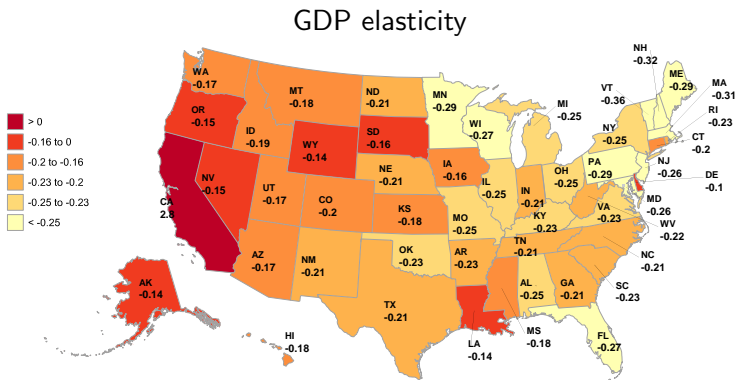 GDP elasticity
> 0
-0.16 to 0
-0.2 to -0.16
-0.23 to -0.2
-0.25 to -0.23
< -0.25
WA
-0.17
OR
-0.15
CA
2.8
NV
-0.15
ID
-0.19
MT
-0.18
WY
-0.14
UT
-0.17
AZ
-0.17
CO
-0.2
NM
-0.21
ND
-0.21
SD
-0.16
NE
-0.21
KS
-0.18
OK
-0.23
TX
-0.21
MN
-0.29
IA
-0.16
MO
-0.25
AR
-0.23
LA
-0.14
WI
-0.27
IL
-0.25
MI
-0.25
IN
-0.21
OH
-0.25
KY
-0.23
TN
-0.21
MS
-0.18
AL
-0.25
GA
-0.21
FL
-0.27
SC
-0.23
NC
-0.21
VA
-0.23
WV
-0.22
MD
-0.26
DE
-0.1
NJ
-0.26
PA
-0.29
NY
-0.25
CT
-0.2
RI
-0.23
MA
-0.31
VT
-0.36
NH
-0.32
ME
-0.29
AK
-0.14
HI
-0.18